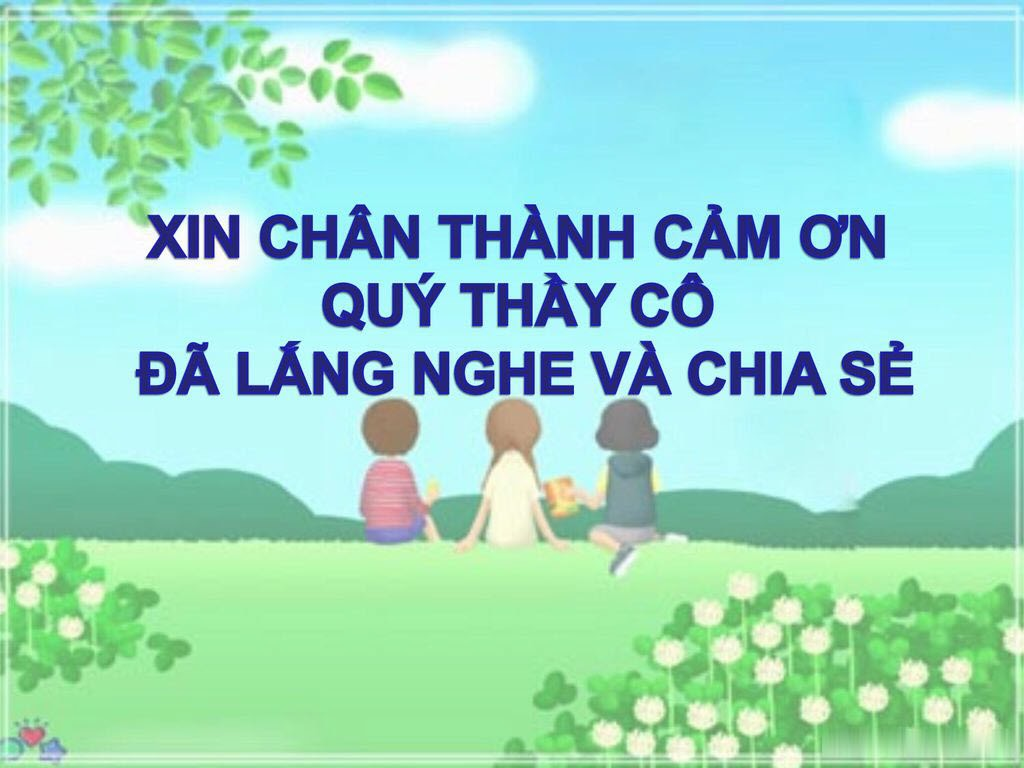 XIN CHÂN THÀNH CẢM ƠN
QUÝ THẦY CÔ
ĐÃ LẮNG NGHE VÀ CHIA SẺ